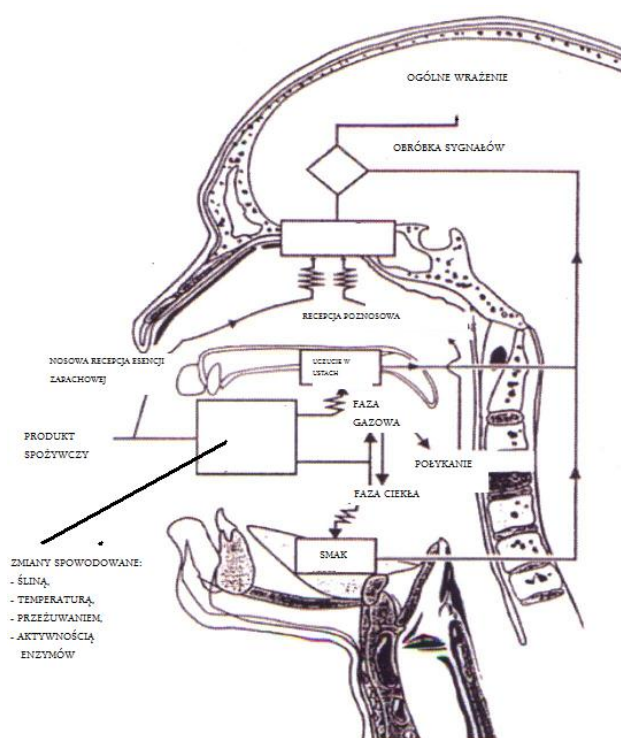 OGÓLNE WRAŻENIE
OBRÓBKA SYGNAŁÓW
RECEPCJA POZNOSOWA
NOSOWA RECEPCJA ESENCJI
ZAPACHOWEJ
UCZUCIE W
USTACH
FAZA
GAZOWA
PRODUKT
SPOŻYWCZY
POŁYKANIE
FAZA CIEKŁA
SMAK
ZMIANY SPOWODOWANE:
- ŚLINĄ,
- TEMPERATURĄ,
- PRZEŻUWANIEM,
- AKTYWNOŚCIĄ
ENZYMÓW